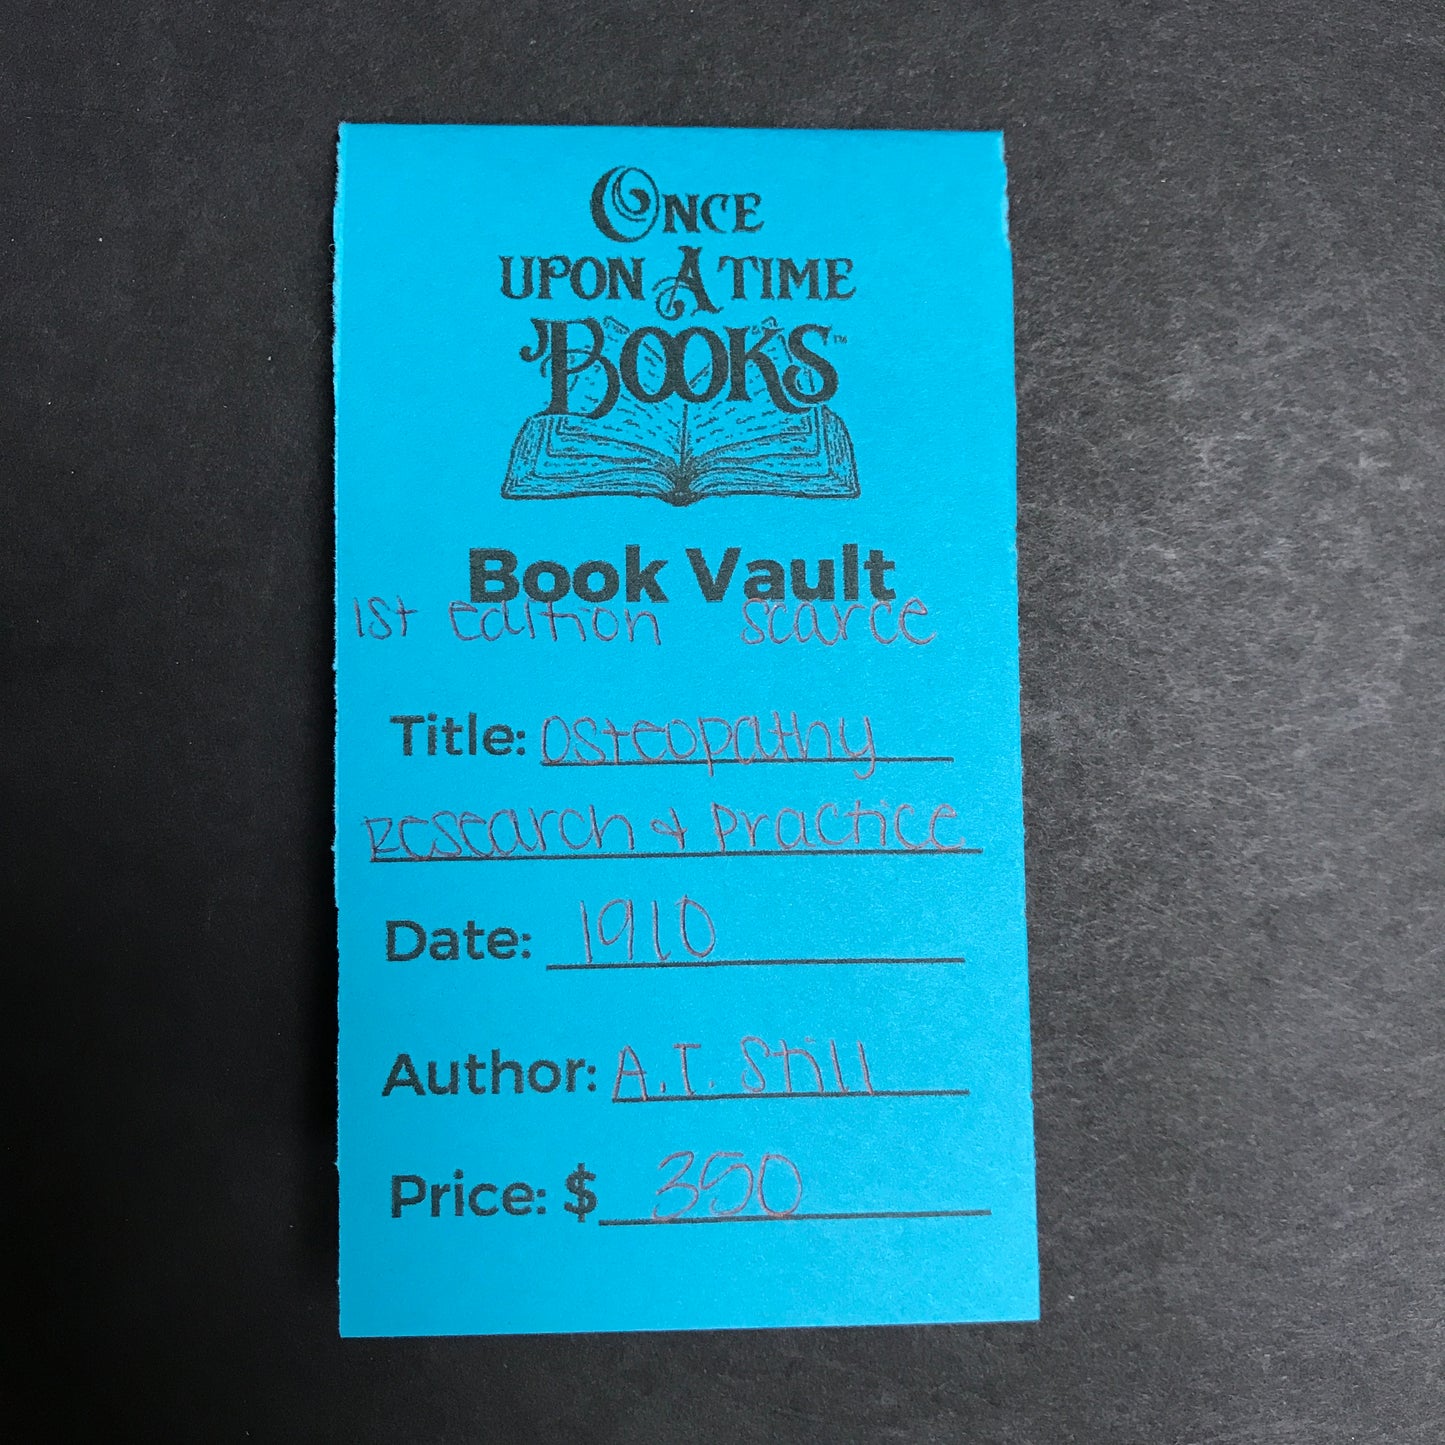 ONCE
UPON A TIME
BOOKS™
Book Vault
1st edition scarce
Title: Osteopathy
Research & Practice
Date: 1910
Author: A.T. Still
Price: $ 350